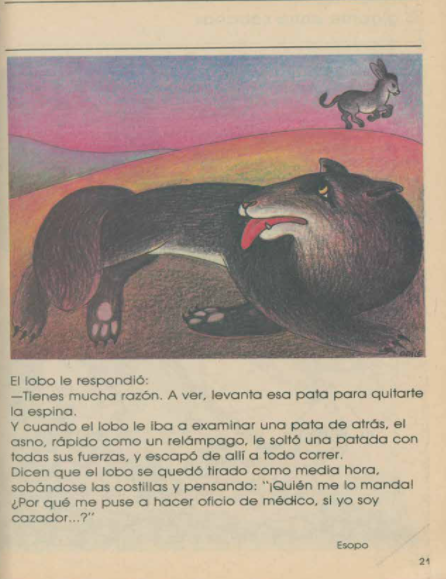 El lobo le respondió:
—Tienes mucha razón. A ver, levanta esa pata para quitarte
la espina.
Y cuando el lobo le iba a examinar una pata de atrás, el
asno, rápido como un relámpago, le soltó una patada con
todas sus fuerzas, y escapó de allí a todo correr.
Dicen que el lobo se quedó tirado como media hora,
sobándose las costillas y pensando: "¡Quién me lo manda!
¿Por qué me puse a hacer oficio de médico, si yo soy
cazador...?"
Esopo
21